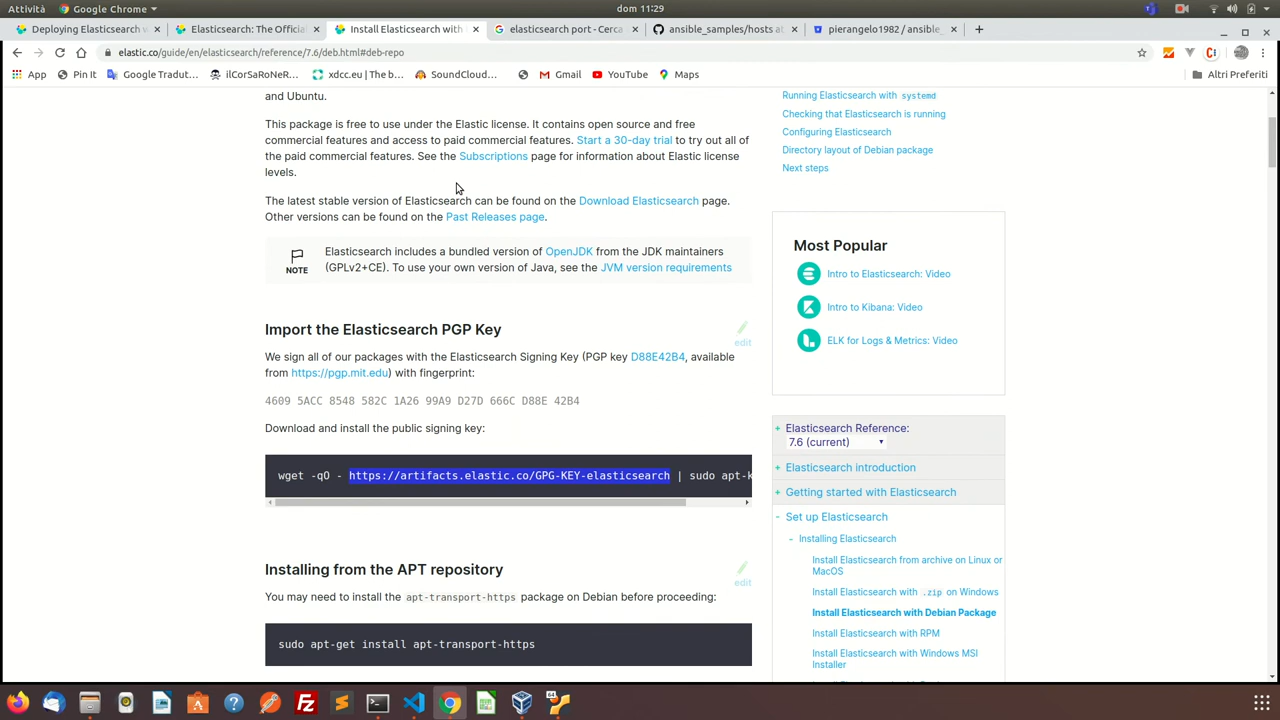 Attività
Google Chrome
dom 11:29
Deploying Elasticsearch w
Elasticsearch: The Official
Install Elasticsearch with
elasticsearch port - Cerca
ansible_samples/hosts at
pierangelo1982 / ansible_
elastic.co/guide/en/elasticsearch/reference/7.6/deb.html#deb-repo
App
Pin It
Google Tradut...
ilCorSaRoNeR...
xdcc.eu | The b...
SoundCloud...
Gmail
YouTube
Maps
Altri Preferiti
and Ubuntu.
This package is free to use under the Elastic license. It contains open source and free
commercial features and access to paid commercial features. Start a 30-day trial to try out all of
the paid commercial features. See the Subscriptions page for information about Elastic license
levels.
The latest stable version of Elasticsearch can be found on the Download Elasticsearch page.
Other versions can be found on the Past Releases page.
NOTE
Elasticsearch includes a bundled version of OpenJDK from the JDK maintainers
(GPLv2+CE). To use your own version of Java, see the JVM version requirements
Import the Elasticsearch PGP Key
edit
We sign all of our packages with the Elasticsearch Signing Key (PGP key D88E42B4, available
from https://pgp.mit.edu) with fingerprint:
4609 5ACC 8548 582C 1A26 99A9 D27D 666C D88E 42B4
Download and install the public signing key:
wget -qO - https://artifacts.elastic.co/GPG-KEY-elasticsearch | sudo apt-k
Installing from the APT repository
edit
You may need to install the apt-transport-https package on Debian before proceeding:
sudo apt-get install apt-transport-https
Running Elasticsearch with systemd
Checking that Elasticsearch is running
Configuring Elasticsearch
Directory layout of Debian package
Next steps
Most Popular
Intro to Elasticsearch: Video
Intro to Kibana: Video
ELK for Logs & Metrics: Video
+ Elasticsearch Reference:
7.6 (current)
+ Elasticsearch introduction
+ Getting started with Elasticsearch
- Set up Elasticsearch
- Installing Elasticsearch
Install Elasticsearch from archive on Linux or
MacOS
Install Elasticsearch with .zip on Windows
Install Elasticsearch with Debian Package
Install Elasticsearch with RPM
Install Elasticsearch with Windows MSI
Installer